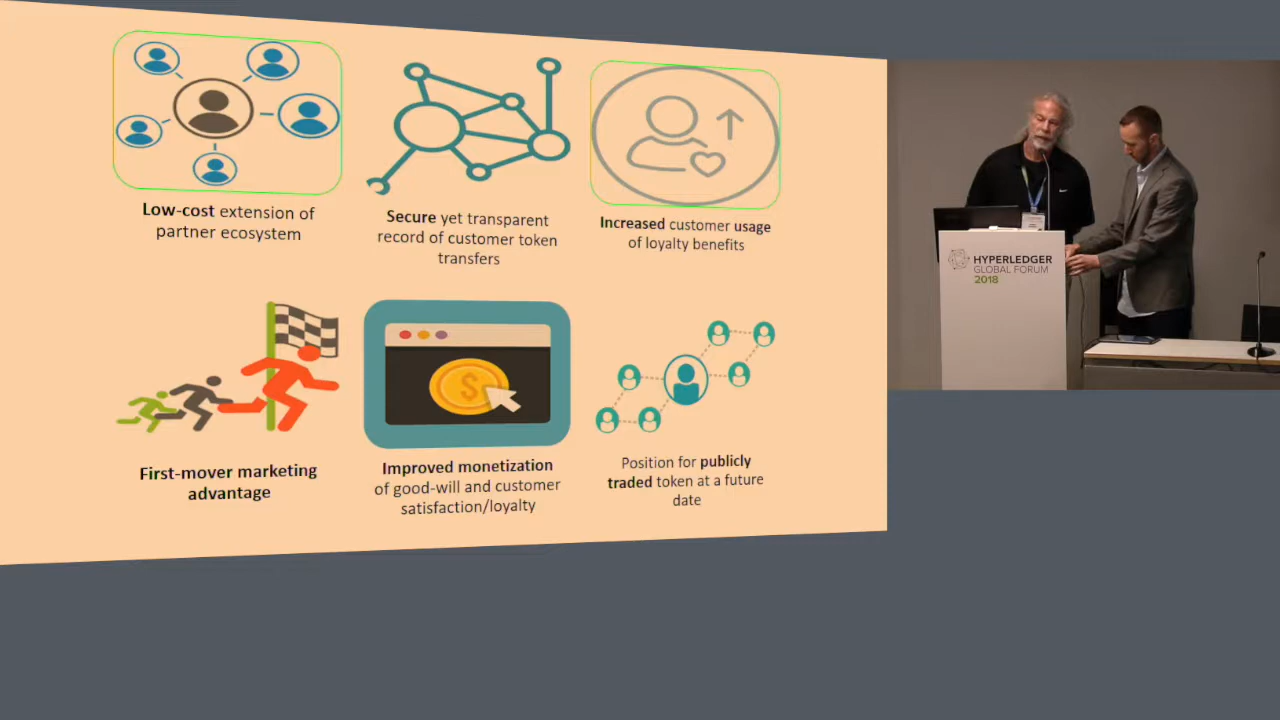 Low-cost extension of
partner ecosystem
Secure yet transparent
record of customer token
transfers
Increased customer usage
of loyalty benefits
First-mover marketing
advantage
$
Improved monetization
of good-will and customer
satisfaction/loyalty
Position for publicly
traded token at a future
date
HYPERLEDGER
GLOBAL FORUM
2018